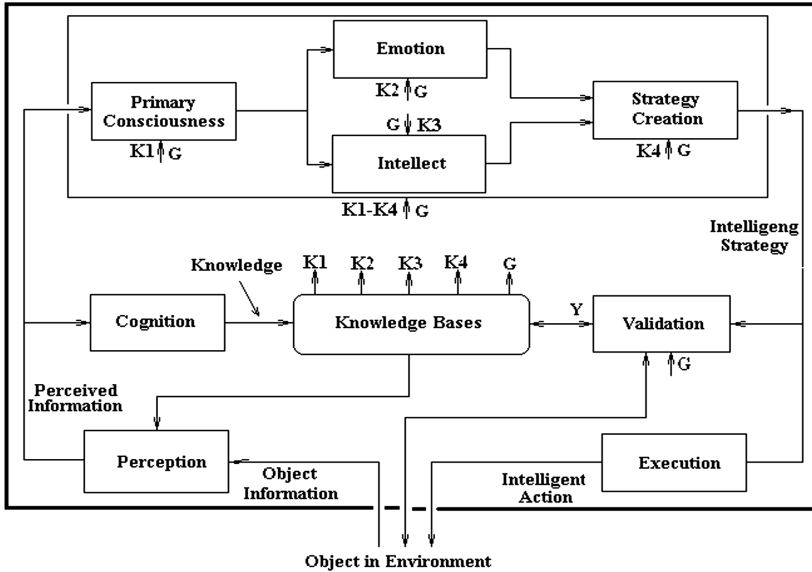 Emotion
K2 G
Primary
Consciousness
K1 G
G K3
Intellect
Strategy
Creation
K4 G
K1-K4 G
Intelligeng
Strategy
Knowledge
K1 K2 K3 K4 G
Cognition
Knowledge Bases
Y
Validation
G
Perceived
Information
Perception
Object
Information
Intelligent
Action
Execution
Object in Environment